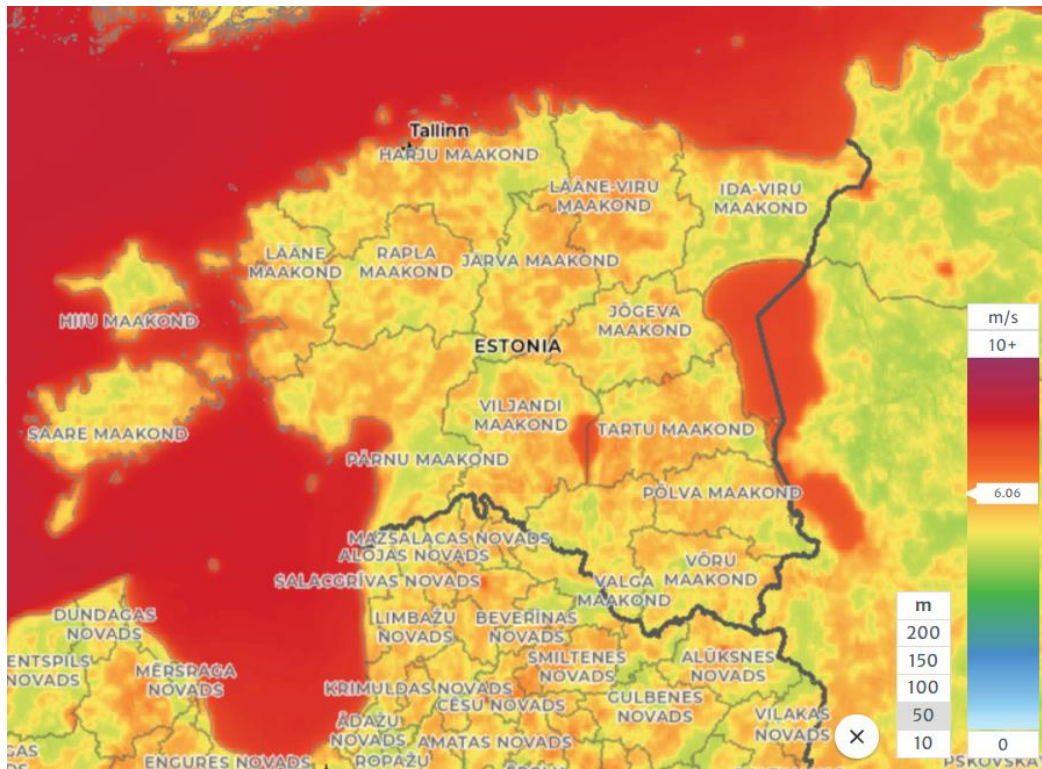 Tallinn
HARJU MAAKOND
LÄÄNE-VIRU
MAAKOND
IDA-VIRU
MAAKOND
LÄÄNE
MAAKOND
RAPLA
MAAKOND
JÄRVA MAAKOND
HIIU MAAKOND
JÕGEVA
MAAKOND
m/s
10+
ESTONIA
VILJANDI
MAAKOND
SAARE MAAKOND
TARTU MAAKOND
PÄRNU MAAKOND
PÕLVA MAAKOND
6.06
MAZSALACAS NOVADS
ALOJAS NOVADS
SALACGRĪVAS NOVADS
VÕRU
MAAKOND
VALGA
MAAKOND
DUNDAGAS
NOVADS
LIMBAŽU
NOVADS
BEVERĪNAS
NOVADS
m
200
150
100
50
10
0
ENTSPILS
NOVADS
MĒRSRAGA
NOVADS
SMILTENES
NOVADS
ALŪKSNES
NOVADS
KRIMULDAS NOVADS
CĒSU NOVADS
GULBENES
NOVADS
ĀDAŽU
NOVADS
AMATAS NOVADS
VIĻAKAS
NOVADS
GAS
ENGURES NOVADS
ROPAŽU
PSKOVSKAY